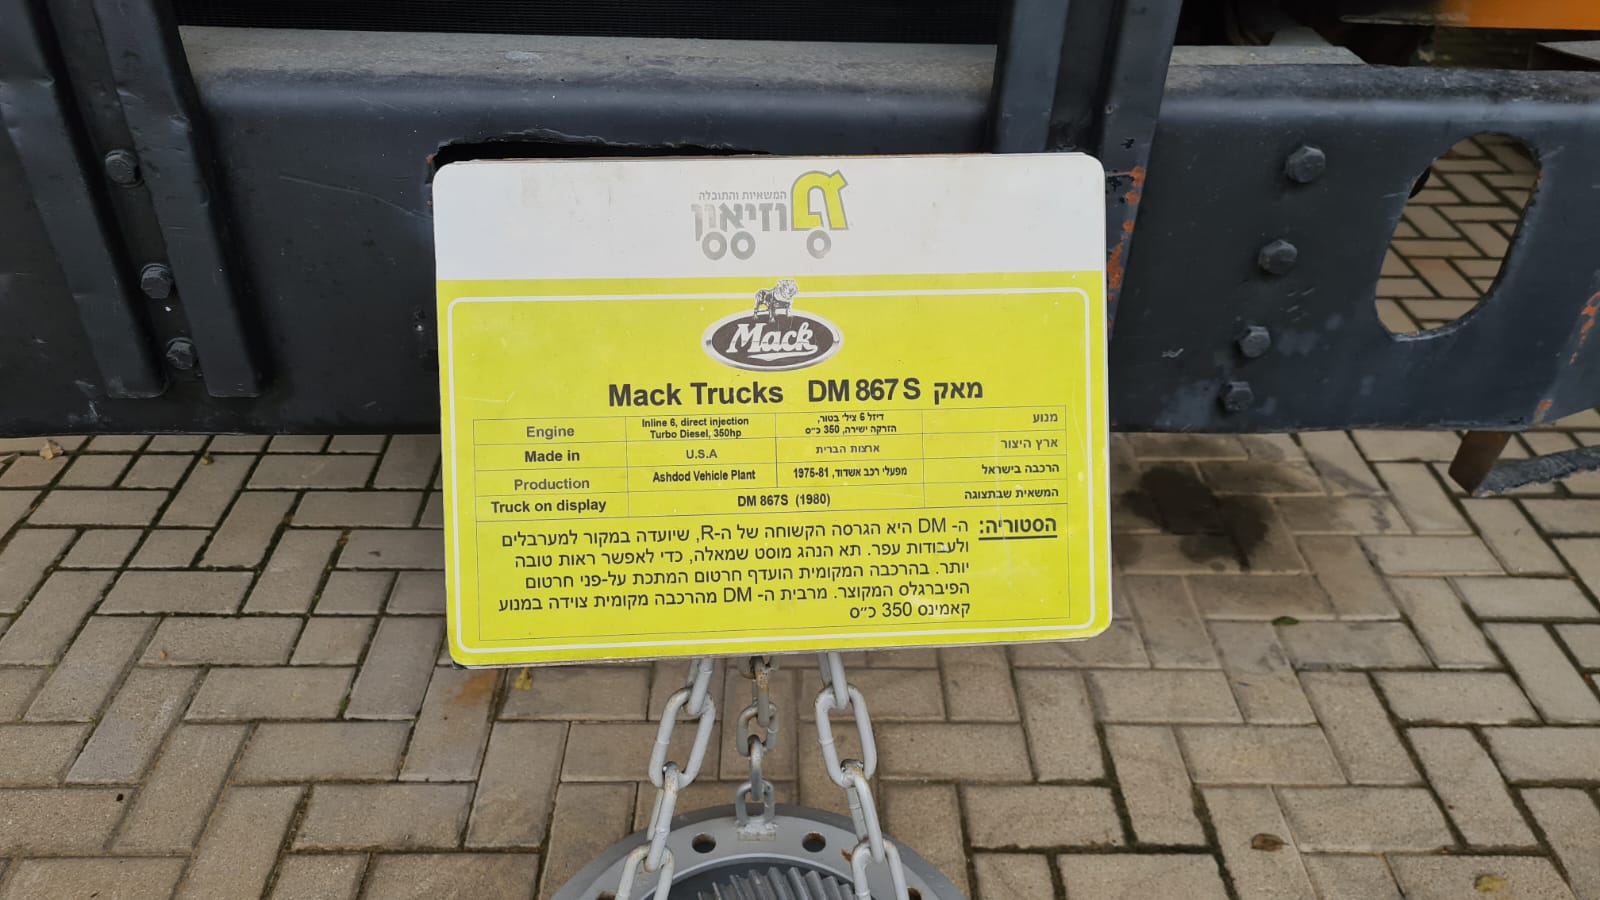 המשאיות והתובלה
מוזיאון
Mack
Mack Trucks DM 867 S מאק
Engine
Inline 6, direct injection
Turbo Diesel, 350hp
דיזל 6 ציל' בטור,
הזרקה ישירה, 350 כ״ס
מנוע
Made in
U.S.A
ארצות הברית
ארץ היצור
Production
Ashdod Vehicle Plant
מפעלי רכב אשדוד, 1975-81
הרכבה בישראל
Truck on display
DM 867S (1980)
המשאית שבתצוגה
הסטוריה: ה- DM היא הגרסה הקשוחה של ה-R, שיועדה במקור למערבלים
ולעבודות עפר. תא הנהג מוסט שמאלה, כדי לאפשר ראות טובה
יותר. בהרכבה המקומית הועדף חרטום המתכת על-פני חרטום
הפיברגלס המקוצר. מרבית ה- DM מהרכבה מקומית צוידה במנוע
קאמינס 350 כ״ס